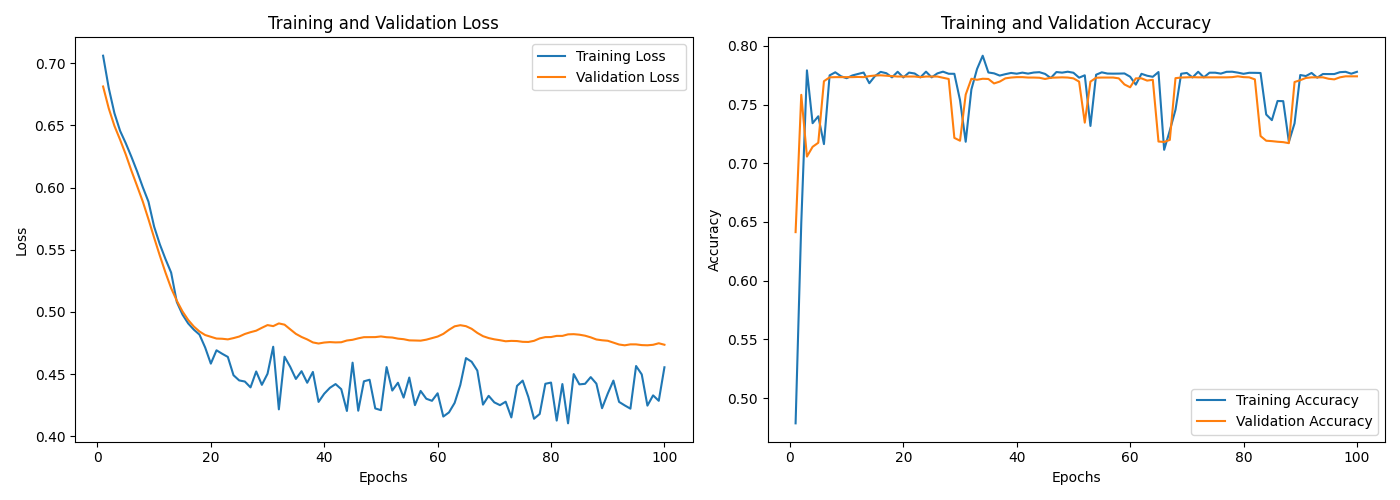 Training and Validation Loss
Training Loss
Validation Loss
Loss
0.70
0.65
0.60
0.55
0.50
0.45
0.40
0
20
40
60
80
100
Epochs
Training and Validation Accuracy
Accuracy
0.80
0.75
0.70
0.65
0.60
0.55
0.50
Training Accuracy
Validation Accuracy
0
20
40
60
80
100
Epochs